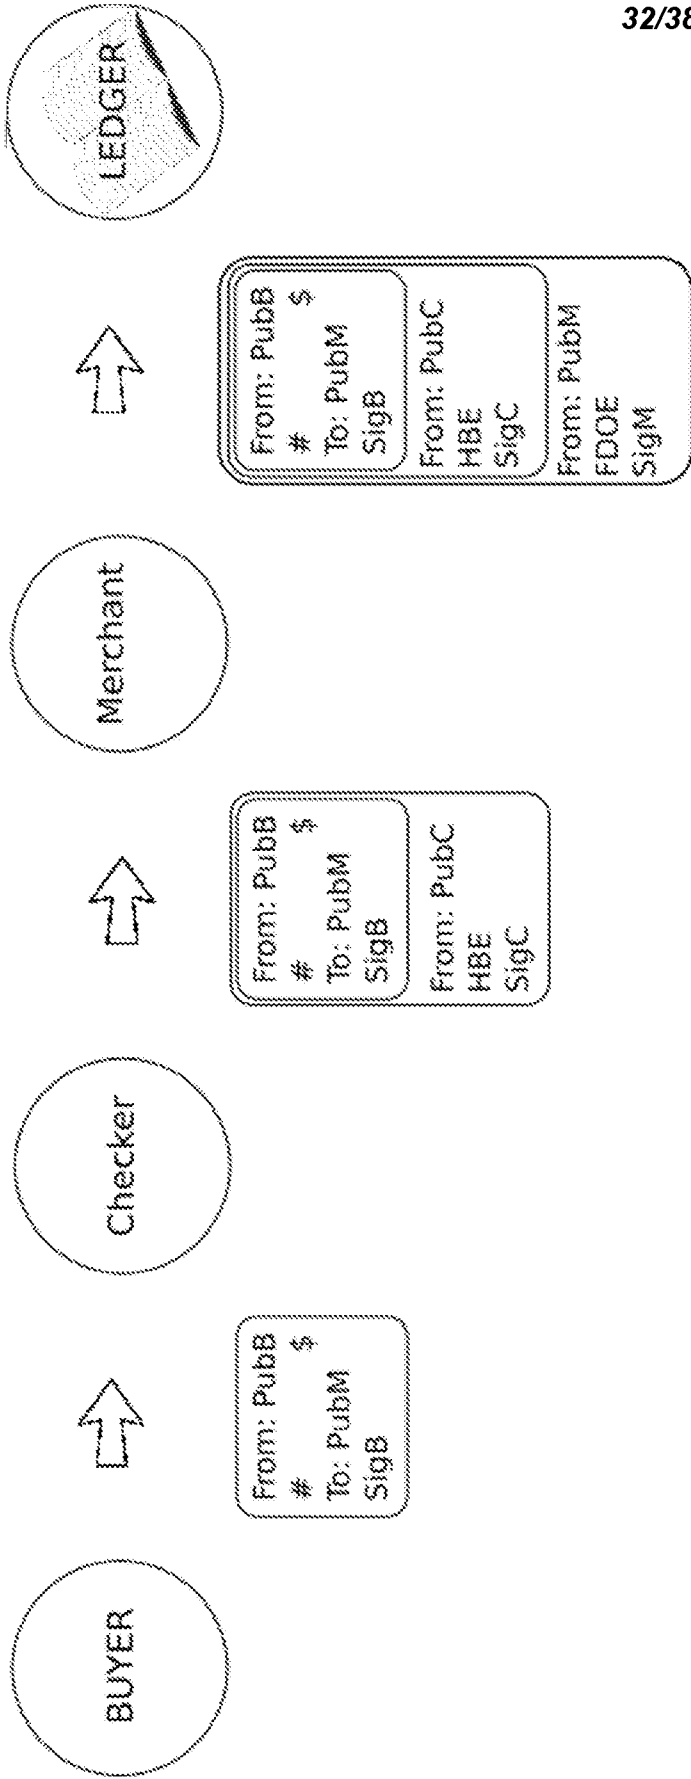 32/38
BUYER
From: PubB
# $
To: PubM
SigB
Checker
From: PubB
# $
To: PubM
SigB
From: PubC
HBE
SigC
Merchant
From: PubB
# $
To: PubM
SigB
From: PubC
HBE
SigC
From: PubM
FDOE
SigM
LEDGER